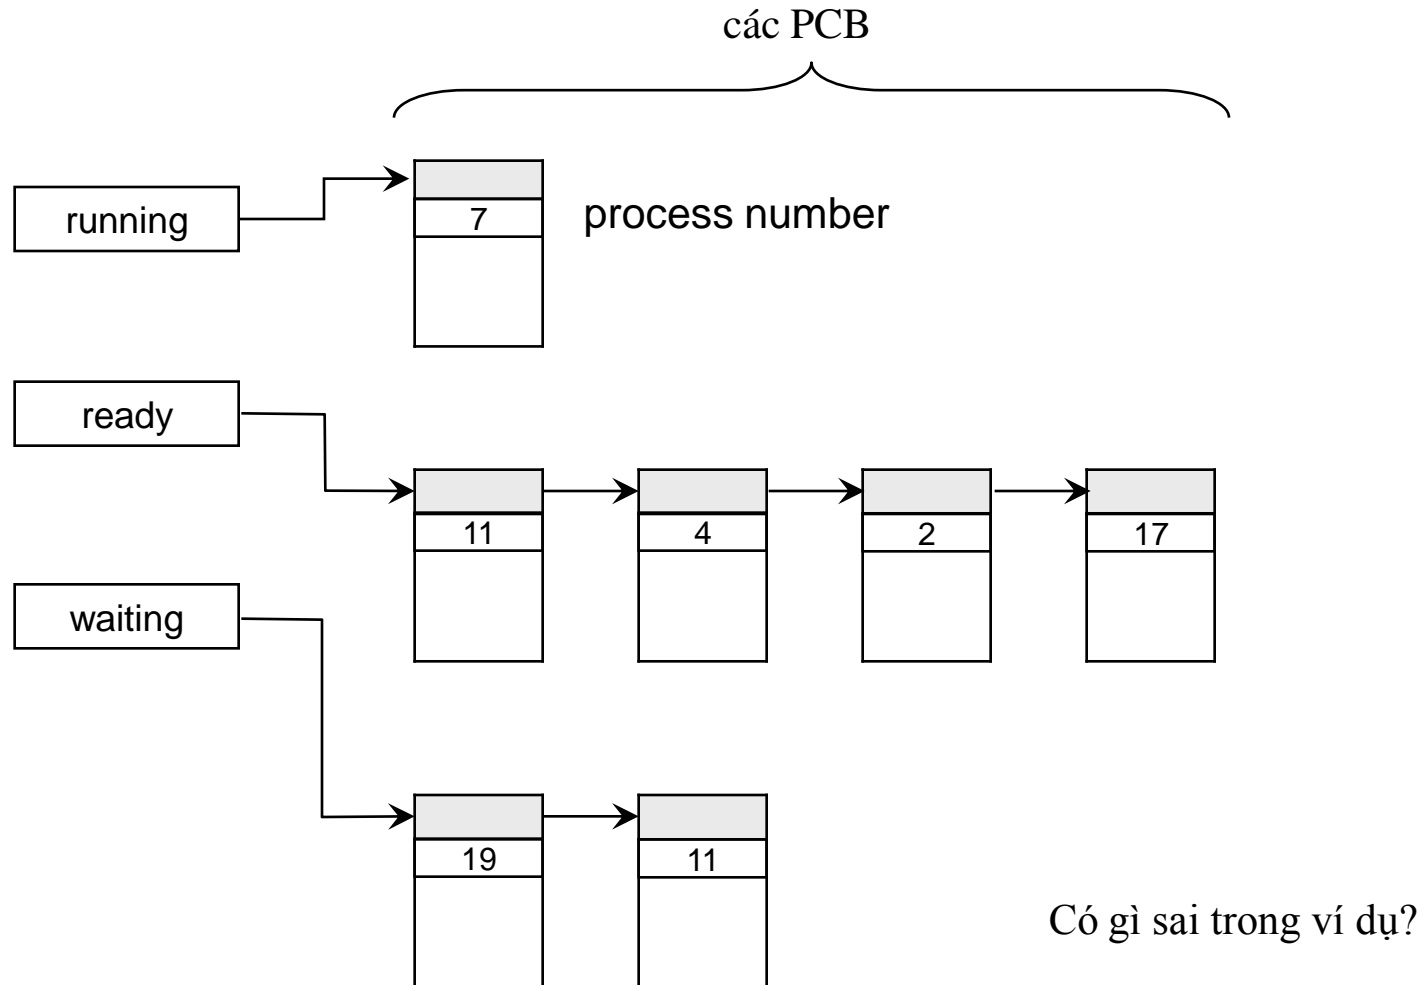 các PCB
running
7
process number
ready
11 4 2 17
waiting
19 11
Có gì sai trong ví dụ?